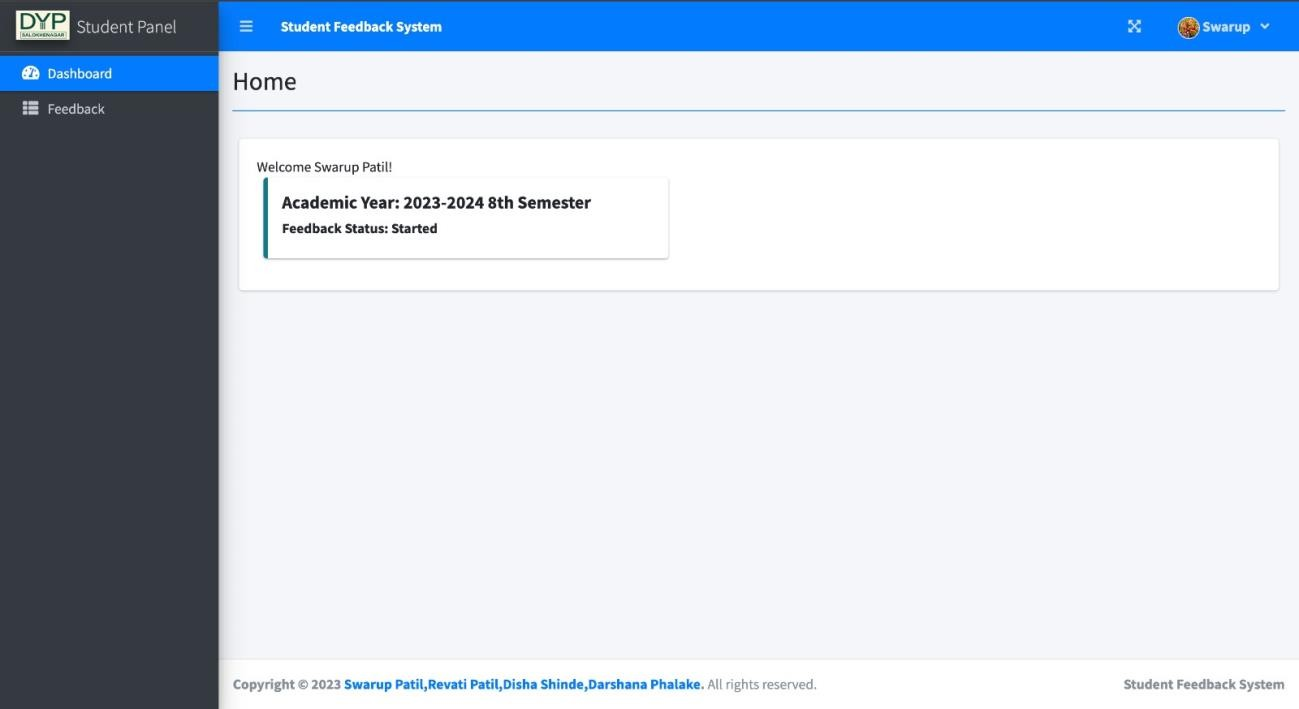 DYP
SALOKHENAGAR
Student Panel
Student Feedback System
Swarup
Dashboard
Feedback
Home
Welcome Swarup Patil!
Academic Year: 2023-2024 8th Semester
Feedback Status: Started
Copyright © 2023 Swarup Patil,Revati Patil,Disha Shinde,Darshana Phalake. All rights reserved.
Student Feedback System